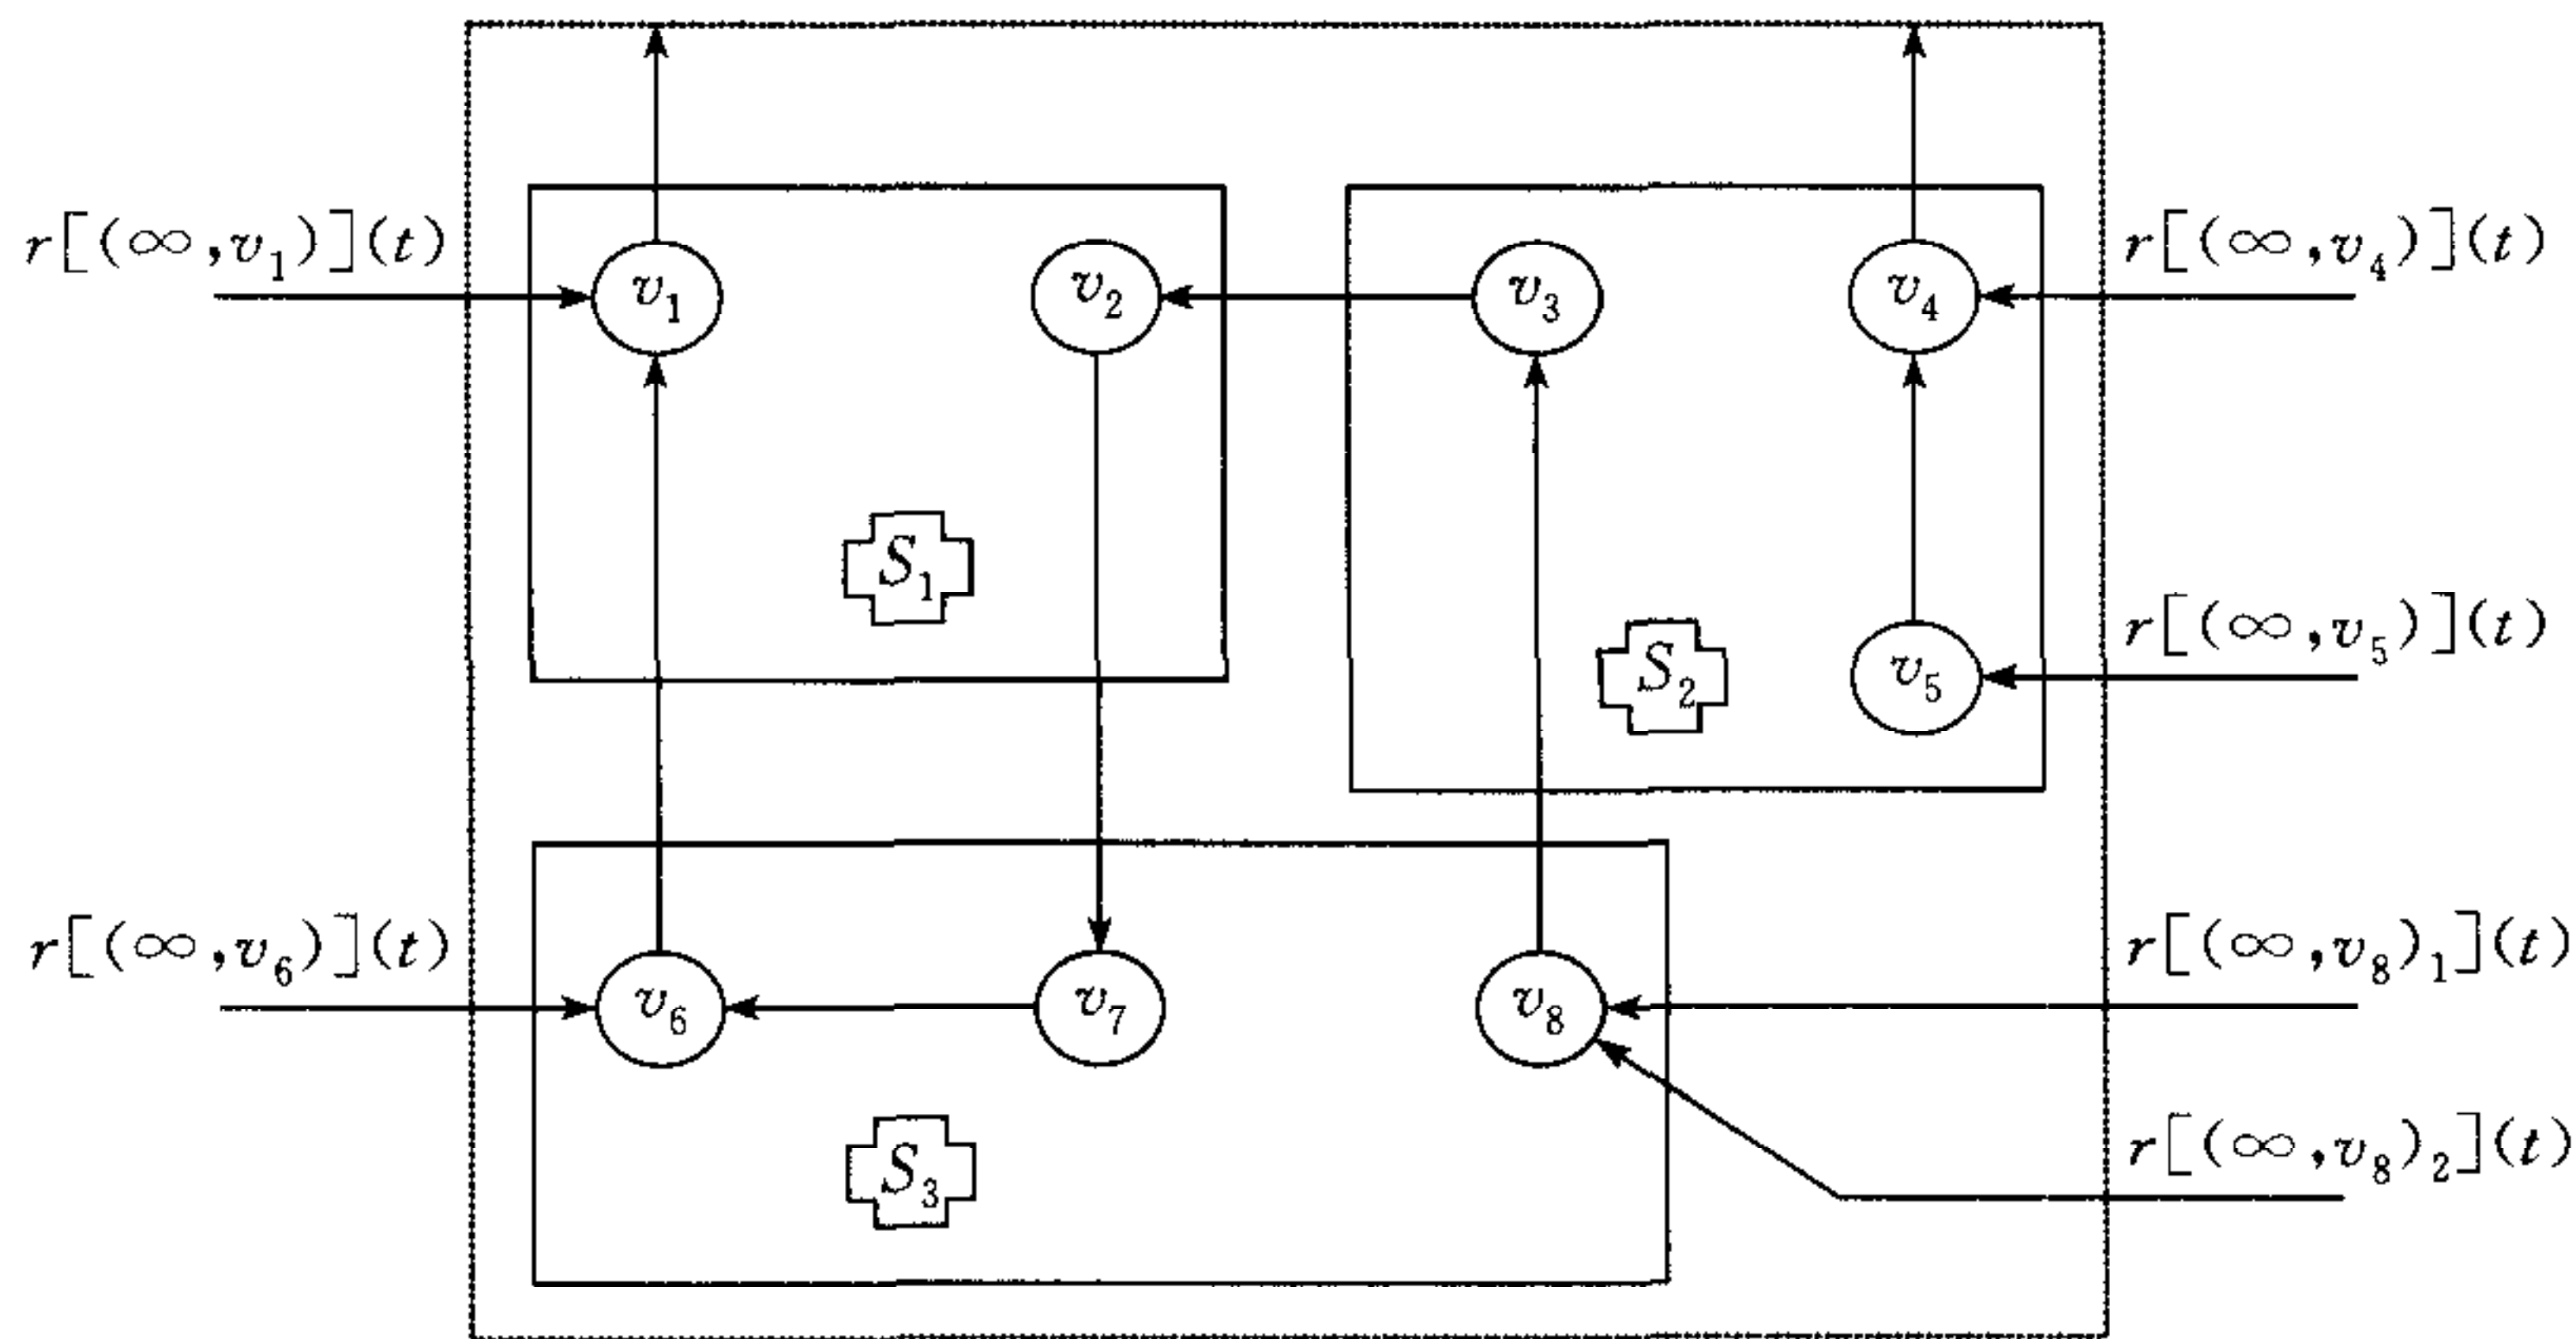 r[(∞,v₁)](t)
v₁
v₂
v₃
v₄
r[(∞,v₄)](t)
S₁
S₂
v₅
r[(∞,v₅)](t)
r[(∞,v₆)](t)
v₆
v₇
v₈
r[(∞,v₈)₁](t)
S₃
r[(∞,v₈)₂](t)